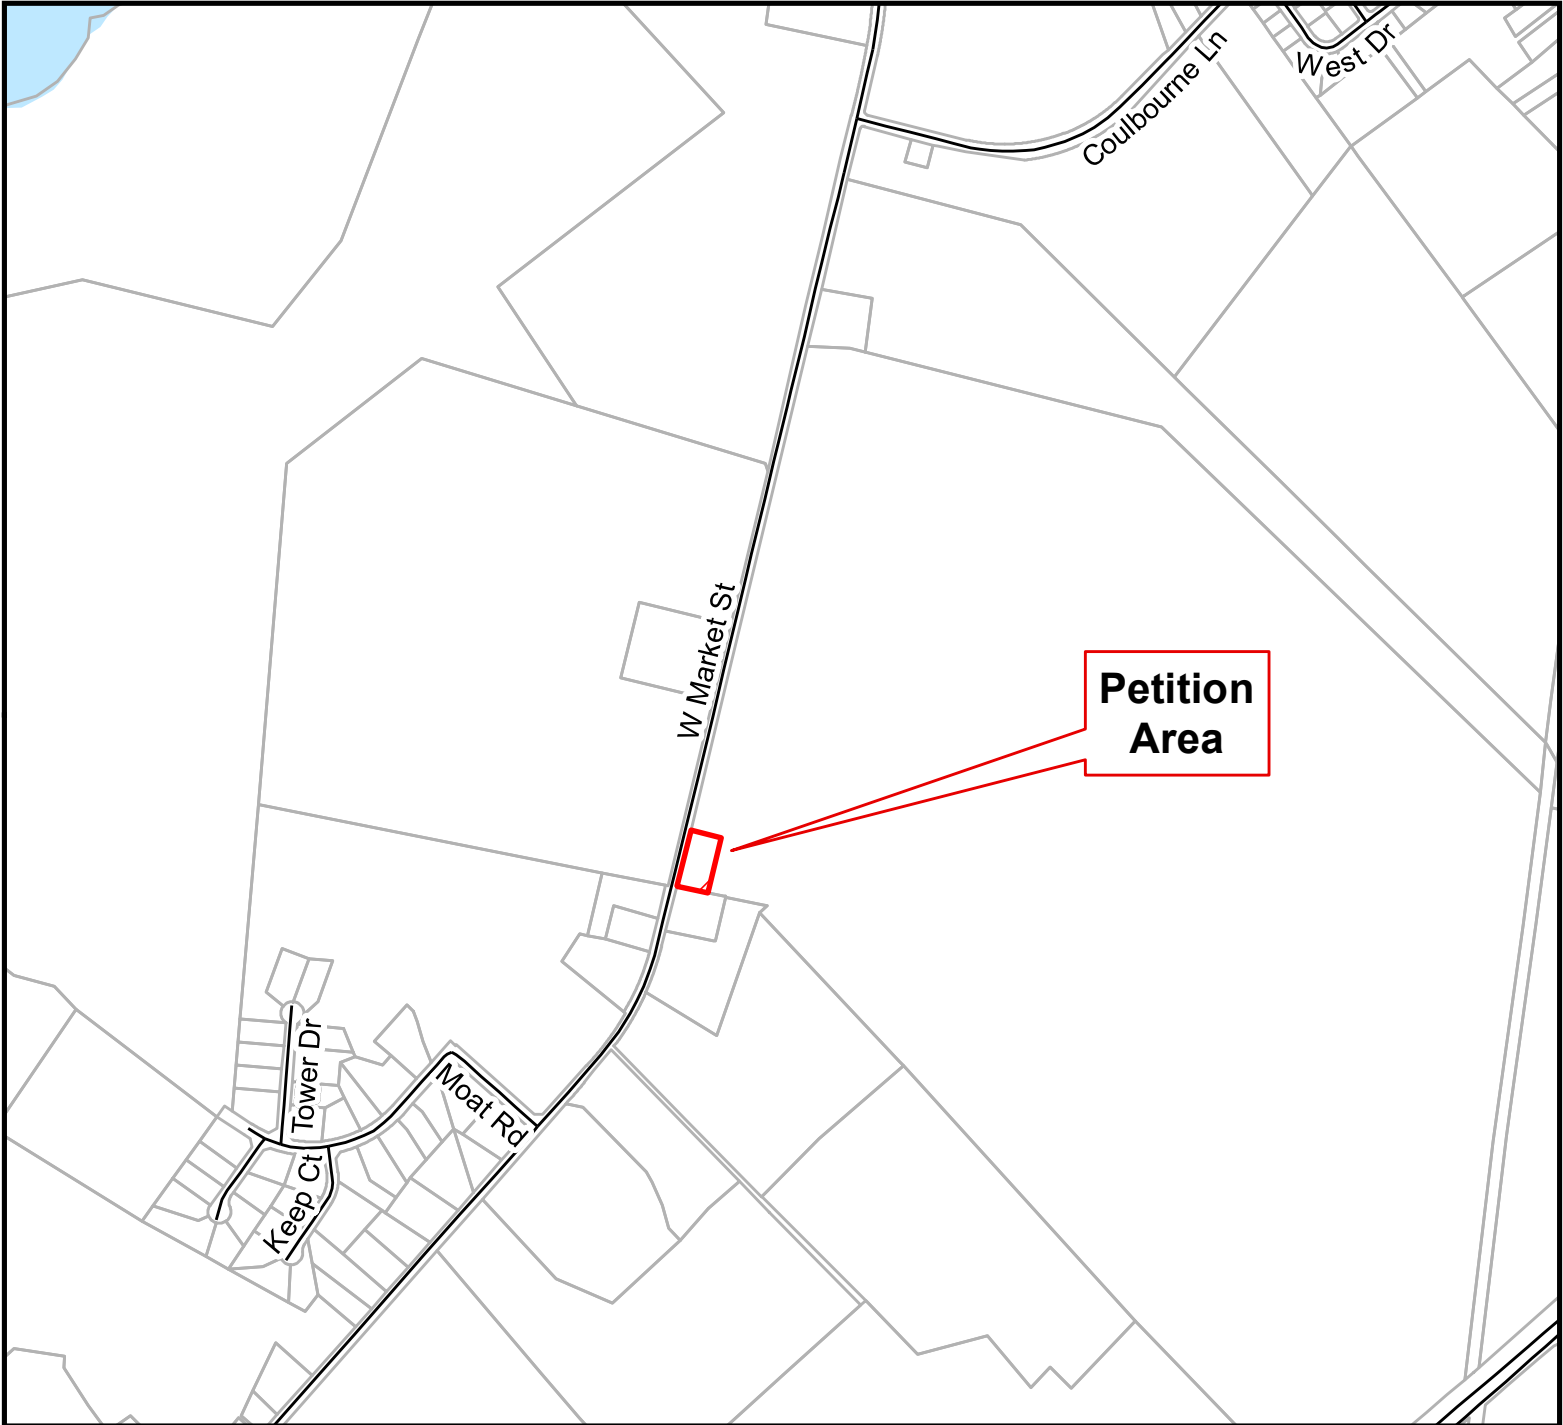 West Dr
Coulbourne Ln
W Market St
Petition
Area
Tower Dr
Moat Rd
Keep Ct